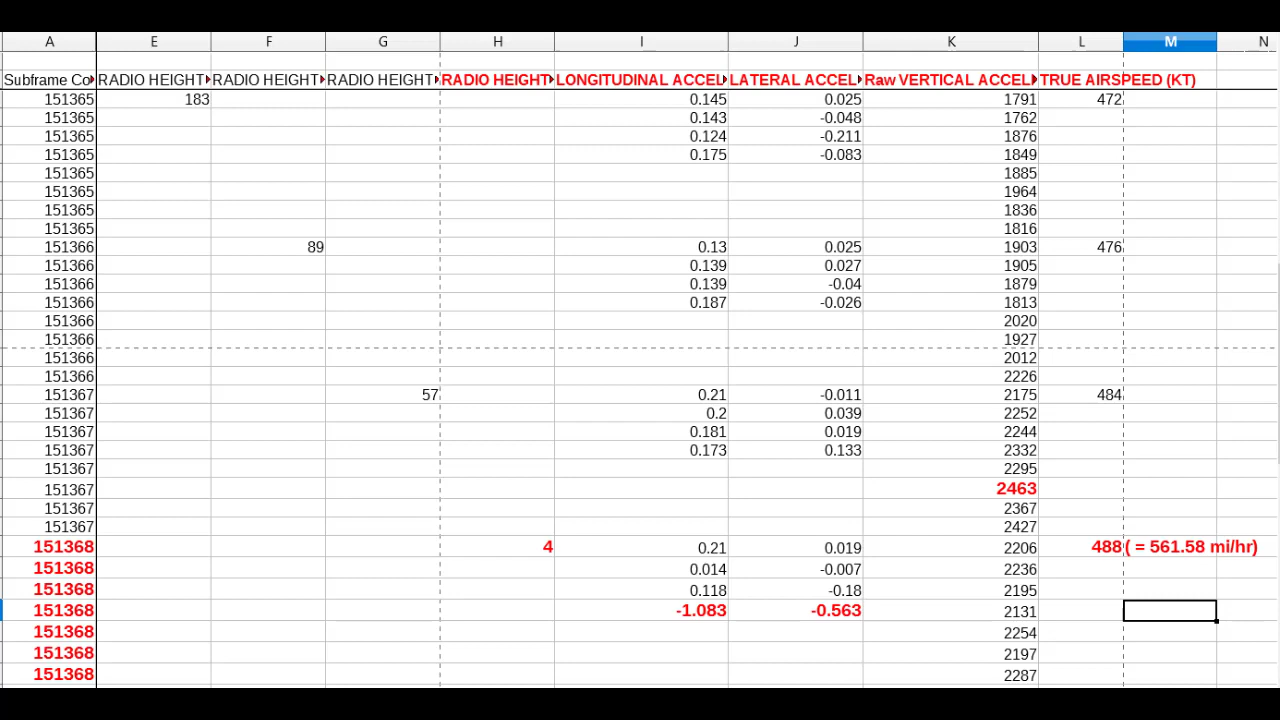 A E F G H I J K L M N
Subframe Co RADIO HEIGHT RADIO HEIGHT RADIO HEIGHT RADIO HEIGHT LONGITUDINAL ACCEL LATERAL ACCEL Raw VERTICAL ACCEL TRUE AIRSPEED (KT)
151365 183 0.145 0.025 1791 472
151365 0.143 -0.048 1762
151365 0.124 -0.211 1876
151365 0.175 -0.083 1849
151365 1885
151365 1964
151365 1836
151365 1816
151366 89 0.13 0.025 1903 476
151366 0.139 0.027 1905
151366 0.139 -0.04 1879
151366 0.187 -0.026 1813
151366 2020
151366 1927
151366 2012
151366 2226
151367 57 0.21 -0.011 2175 484
151367 0.2 0.039 2252
151367 0.181 0.019 2244
151367 0.173 0.133 2332
151367 2295
151367 2463
151367 2367
151367 2427
151368 4 0.21 0.019 2206 488 ( = 561.58 mi/hr)
151368 0.014 -0.007 2236
151368 0.118 -0.18 2195
151368 -1.083 -0.563 2131
151368 2254
151368 2197
151368 2287